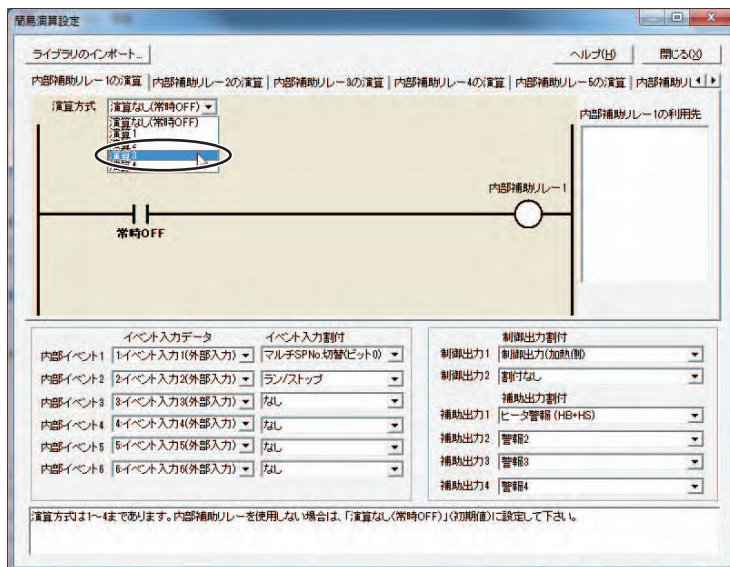 簡易演算設定
ライブラリのインポート...
ヘルプ(H)
閉じる(X)
内部補助リレー1の演算 内部補助リレー2の演算 内部補助リレー3の演算 内部補助リレー4の演算 内部補助リレー5の演算 内部補助リ
演算方式 演算なし(常時OFF)
演算なし(常時OFF)
演算1
演算2
演算3
演算4
内部補助リレー1の利用先
内部補助リレー1
常時OFF
イベント入力データ イベント入力割付
内部イベント1 1:イベント入力1(外部入力) マルチSPNo.切替(ビット0)
内部イベント2 2:イベント入力2(外部入力) ラン/ストップ
内部イベント3 3:イベント入力3(外部入力) なし
内部イベント4 4:イベント入力4(外部入力) なし
内部イベント5 5:イベント入力5(外部入力) なし
内部イベント6 6:イベント入力6(外部入力) なし
制御出力割付
制御出力1 制御出力(加熱側)
制御出力2 割付なし
補助出力割付
補助出力1 ヒータ警報 (HB+HS)
補助出力2 警報2
補助出力3 警報3
補助出力4 警報4
演算方式は1～4まであります。内部補助リレーを使用しない場合は、「演算なし(常時OFF)」(初期値)に設定して下さい。